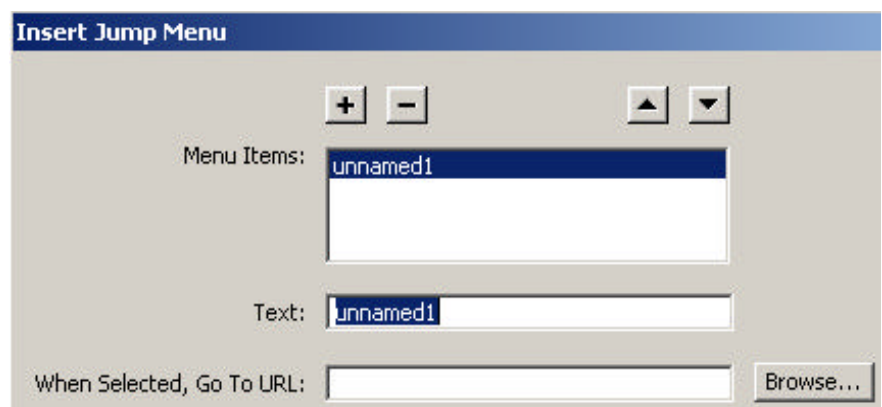 Insert Jump Menu
+ -
Menu Items:
unnamed1
Text:
unnamed1
When Selected, Go To URL:
Browse...